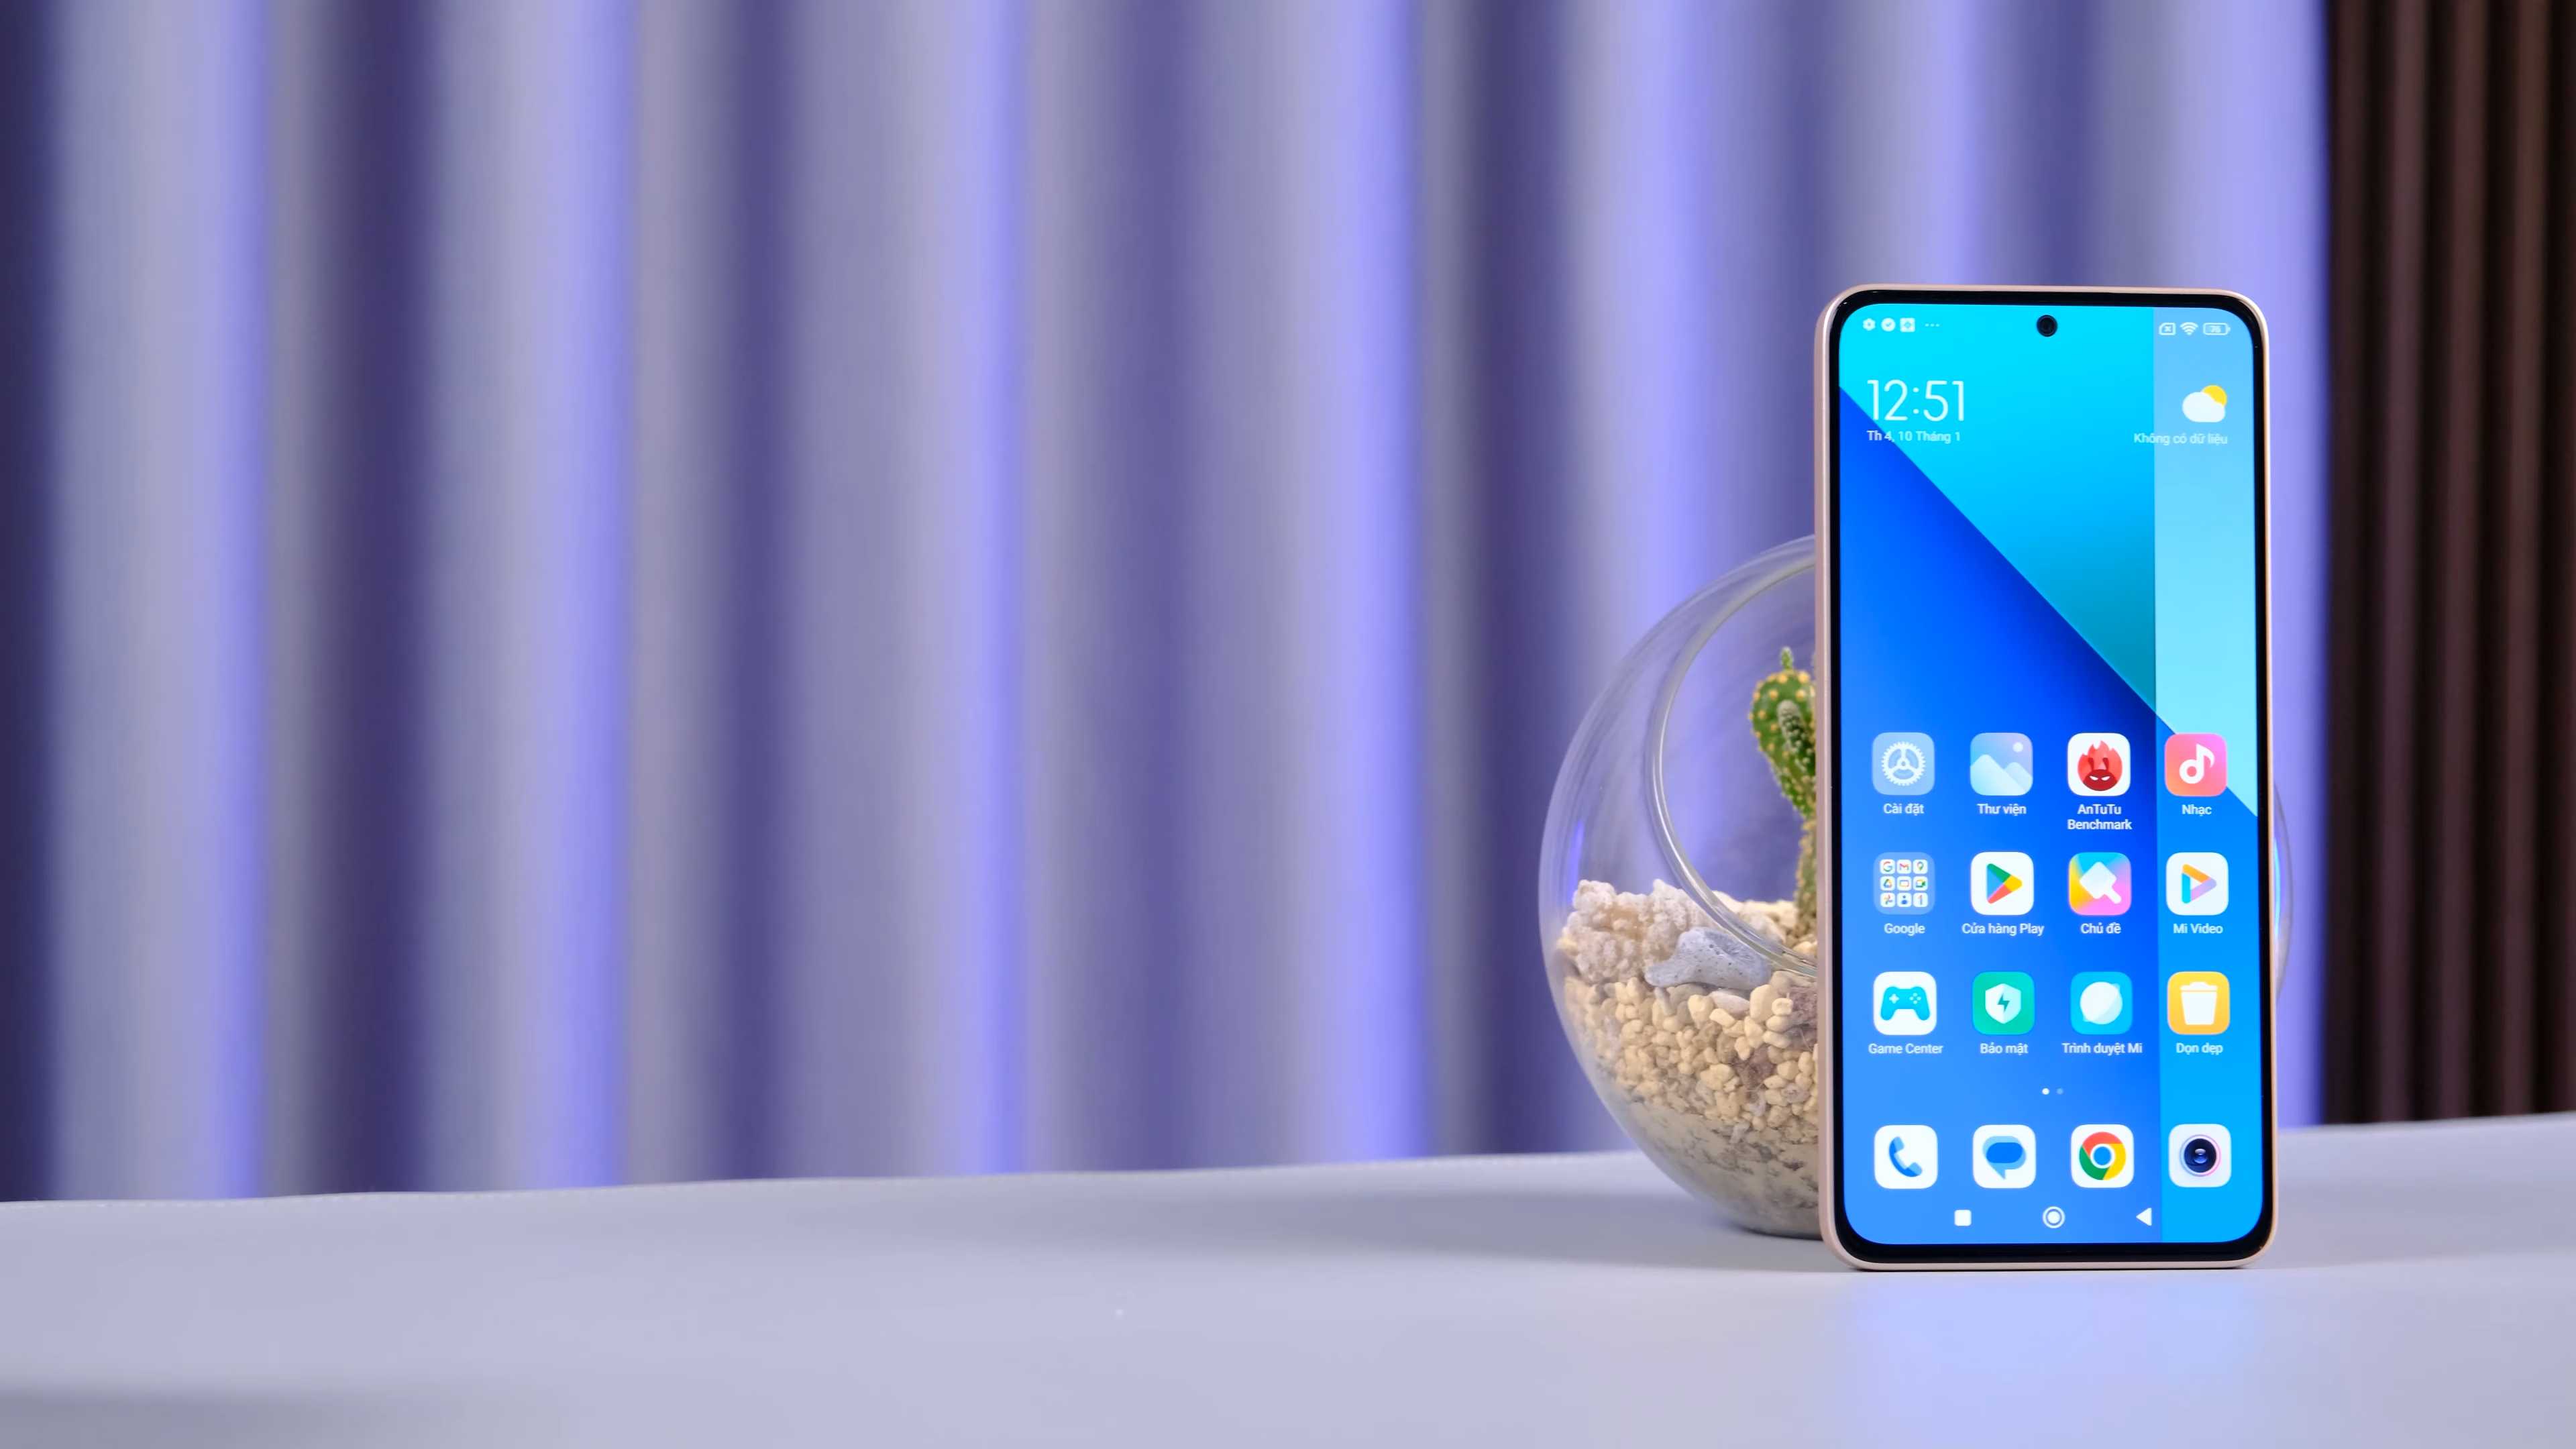 76
12:51
Th 4, 10 Tháng 1
Không có dữ liệu
Cài đặt
Thư viện
AnTuTu
Benchmark
Nhạc
Google
Cửa hàng Play
Chủ đề
Mi Video
Game Center
Bảo mật
Trình duyệt Mi
Dọn dẹp